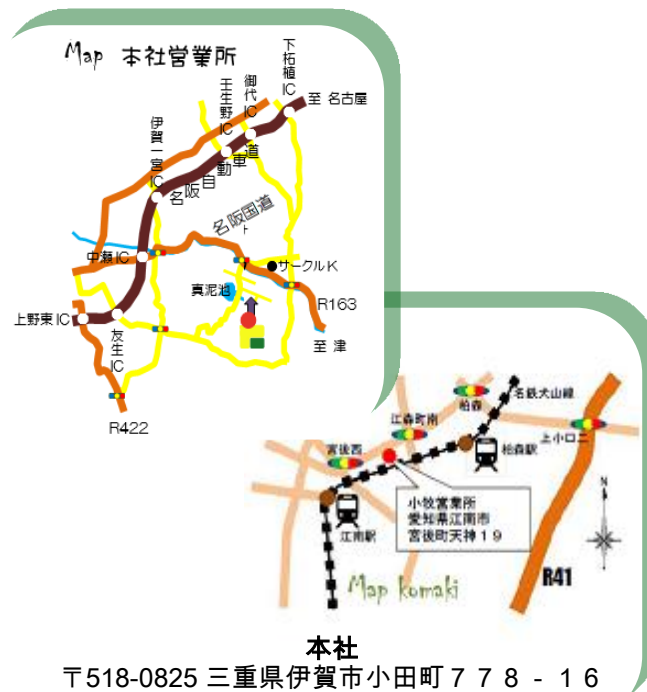 Map 本社営業所
下柘植IC
御代IC
壬生野IC
至 名古屋
伊賀一宮IC
名阪自動車道
名阪国道
中瀬IC
サークルK
真泥池
R163
上野東IC
友生IC
至 津
R422
柏森
名鉄犬山線
江森町南
上小口二
宮後西
柏森駅
小牧営業所
愛知県江南市
宮後町天神19
江南駅
N
R41
Map komaki
本社
〒518-0825 三重県伊賀市小田町778-16